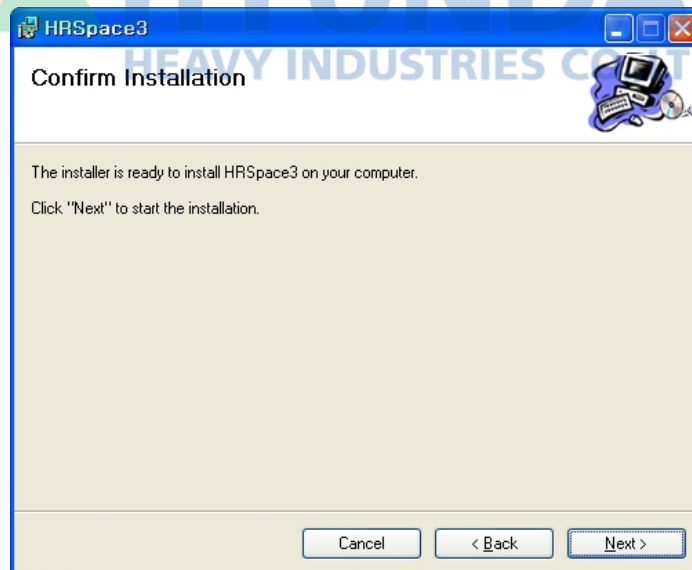 HRSpace3
HEAVY INDUSTRIES
Confirm Installation
The installer is ready to install HRSpace3 on your computer.
Click "Next" to start the installation.
Cancel
< Back
Next >